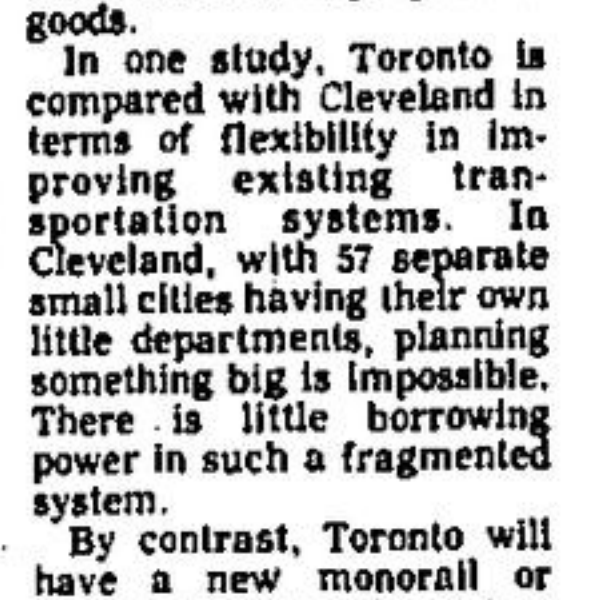 goods.
In one study, Toronto is
compared with Cleveland in
terms of flexibility in im-
proving existing tran-
sportation systems. In
Cleveland, with 57 separate
small cities having their own
little departments, planning
something big is impossible.
There is little borrowing
power in such a fragmented
system.
By contrast, Toronto will
have a new monorail or